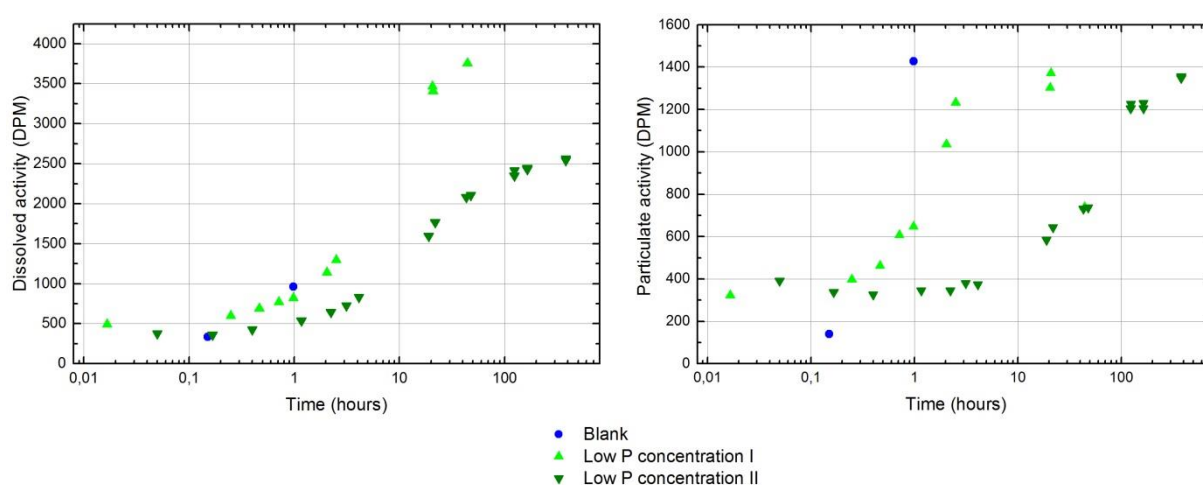 Dissolved activity (DPM)
4000
3500
3000
2500
2000
1500
1000
500
0
0,01 0,1 1 10 100
Time (hours)
Particulate activity (DPM)
1600
1400
1200
1000
800
600
400
200
0
0,01 0,1 1 10 100
Time (hours)
Blank
Low P concentration I
Low P concentration II